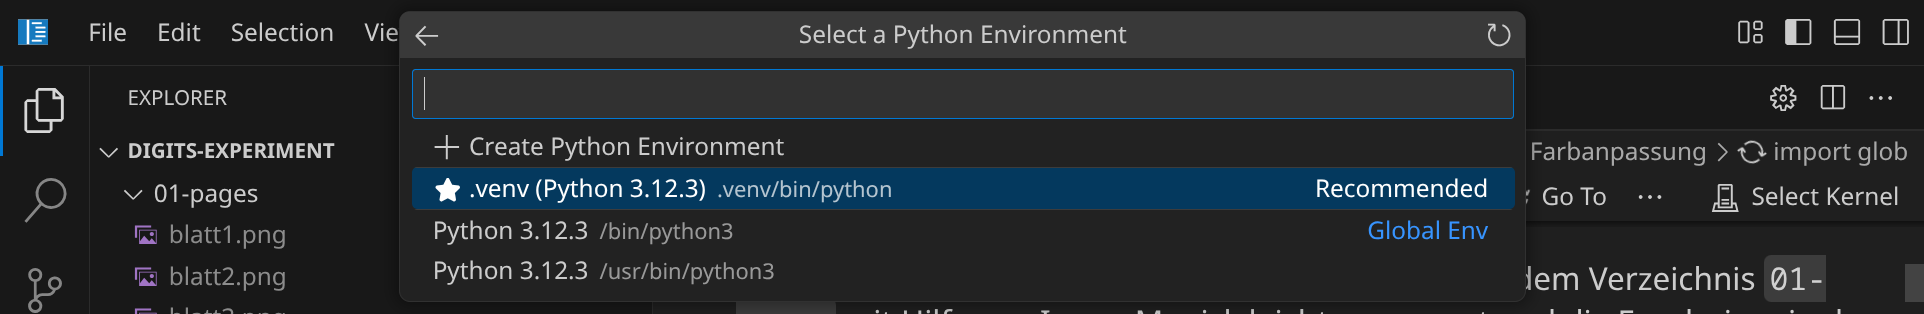 File Edit Selection Vie
Select a Python Environment
EXPLORER
DIGITS-EXPERIMENT
01-pages
blatt1.png
blatt2.png
Create Python Environment
.venv (Python 3.12.3) .venv/bin/python Recommended
Python 3.12.3 /bin/python3 Global Env
Python 3.12.3 /usr/bin/python3
Farbanpassung > import glob
Go To ··· Select Kernel
dem Verzeichnis 01-